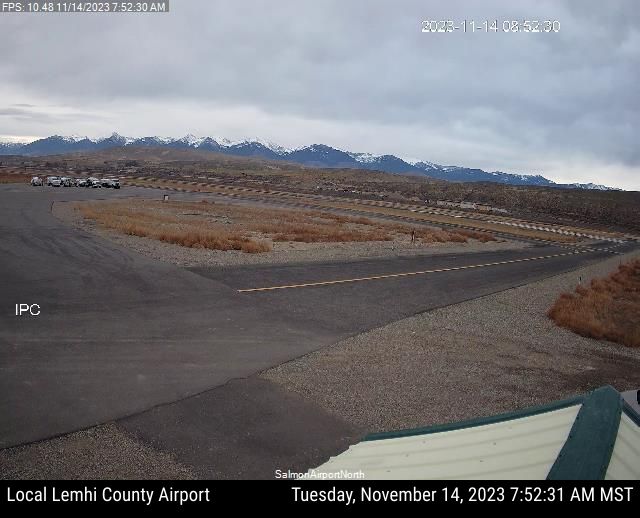 FPS: 10.48 11/14/2023 7:52:30 AM
2023-11-14 08:52:30
IPC
SalmonAirportNorth
Local Lemhi County Airport Tuesday, November 14, 2023 7:52:31 AM MST